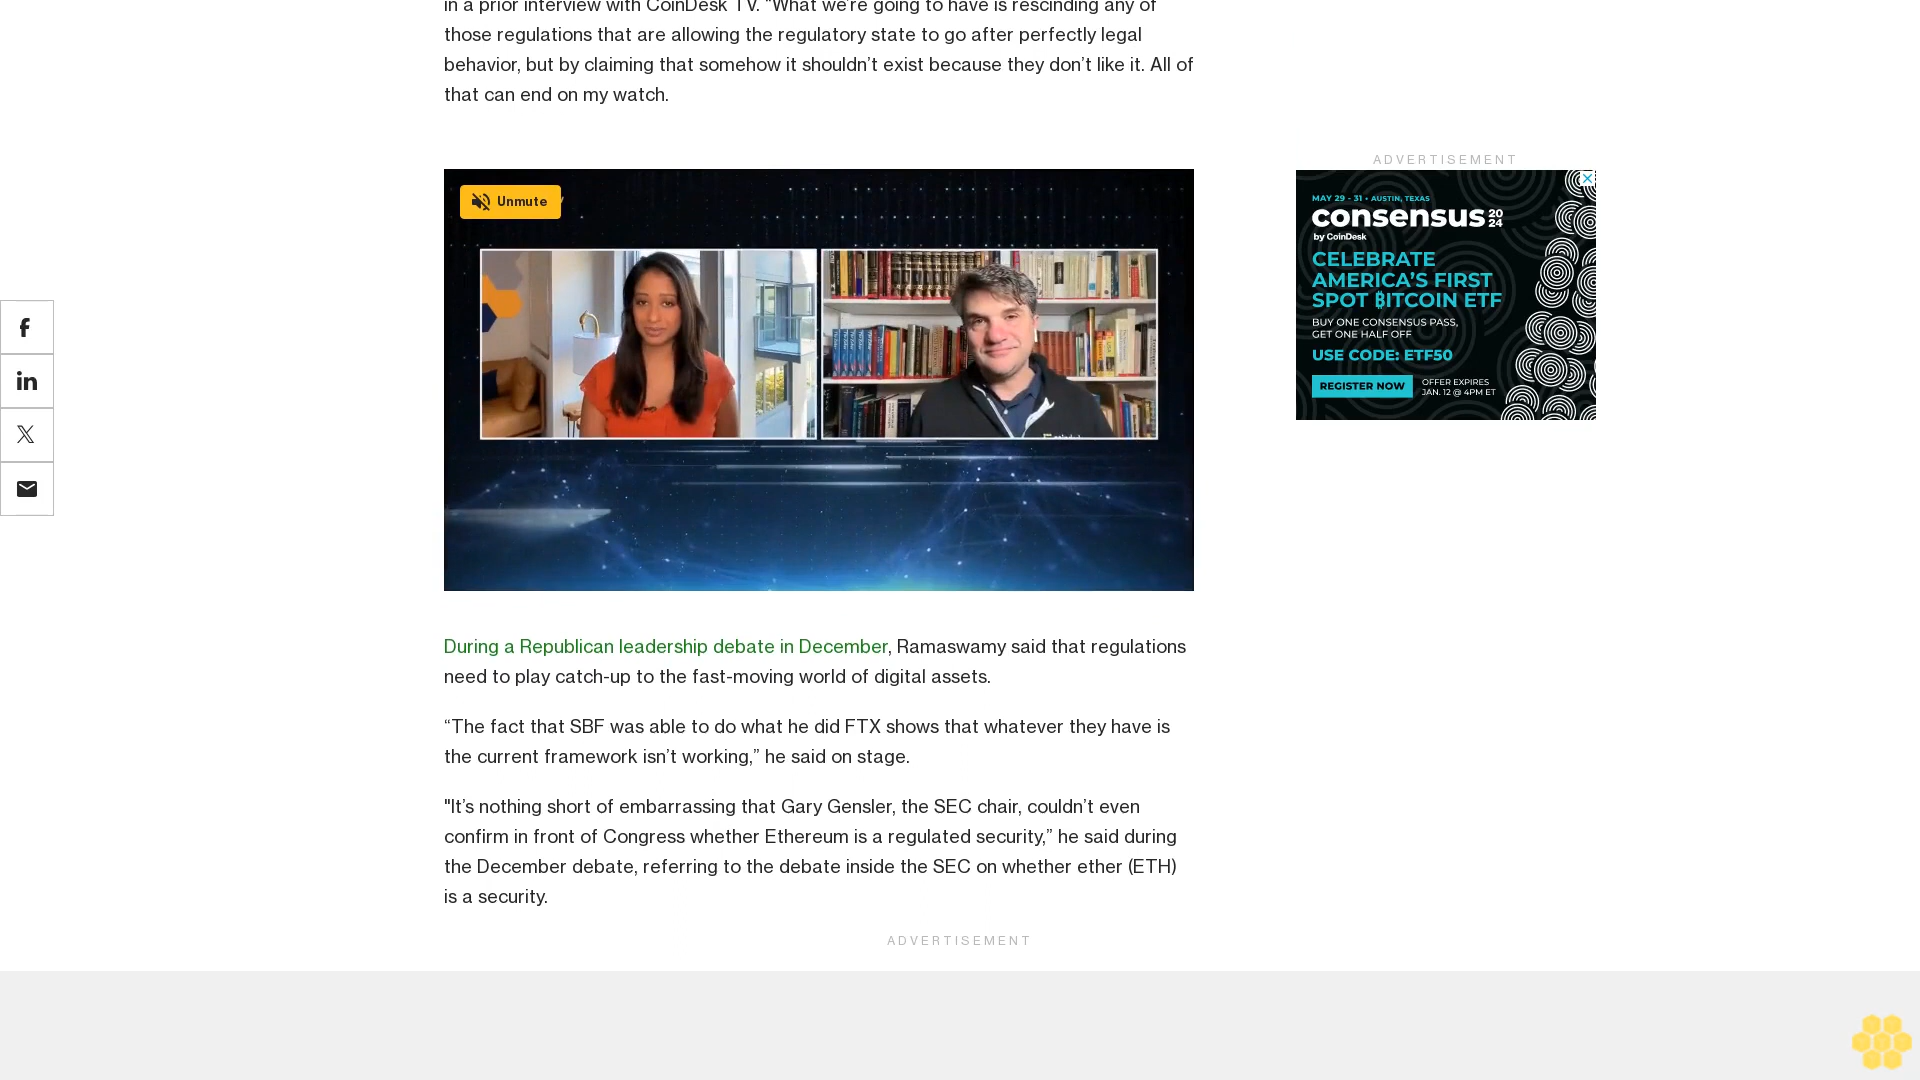 in a prior interview with CoinDesk TV. “What we’re going to have is rescinding any of
those regulations that are allowing the regulatory state to go after perfectly legal
behavior, but by claiming that somehow it shouldn’t exist because they don’t like it. All of
that can end on my watch.
Unmute
ADVERTISEMENT
MAY 29 - 31 • AUSTIN, TEXAS
consensus 2024
by CoinDesk
CELEBRATE
AMERICA’S FIRST
SPOT ₿ITCOIN ETF
BUY ONE CONSENSUS PASS,
GET ONE HALF OFF
USE CODE: ETF50
REGISTER NOW
OFFER EXPIRES
JAN. 12 @ 4PM ET
During a Republican leadership debate in December, Ramaswamy said that regulations
need to play catch-up to the fast-moving world of digital assets.
“The fact that SBF was able to do what he did FTX shows that whatever they have is
the current framework isn’t working,” he said on stage.
"It’s nothing short of embarrassing that Gary Gensler, the SEC chair, couldn’t even
confirm in front of Congress whether Ethereum is a regulated security,” he said during
the December debate, referring to the debate inside the SEC on whether ether (ETH)
is a security.
ADVERTISEMENT